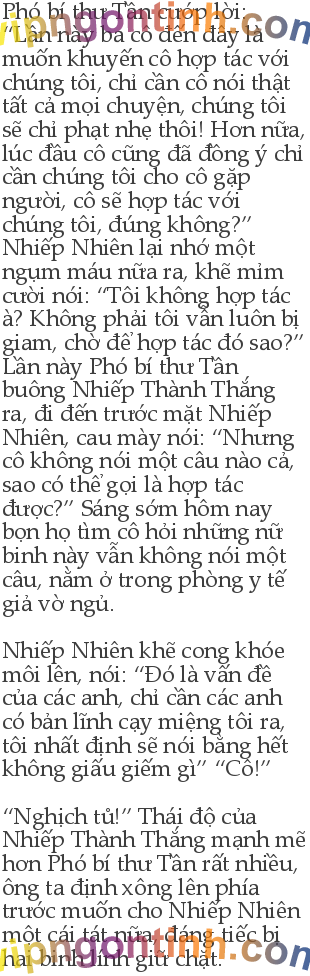 Phó bí thư Tần cướp lời:
vipngontinh.com
“Lần này bà cô đến đây là
muốn khuyến cô hợp tác với
chúng tôi, chỉ cần cô nói thật
tất cả mọi chuyện, chúng tôi
sẽ chỉ phạt nhẹ thôi! Hơn nữa,
lúc đầu cô cũng đã đồng ý chỉ
cần chúng tôi cho cô gặp
người, cô sẽ hợp tác với
chúng tôi, đúng không?”
Nhiếp Nhiên lại nhớ một
ngụm máu nữa ra, khẽ mỉm
cười nói: “Tôi không hợp tác
à? Không phải tôi vẫn luôn bị
giam, chờ để hợp tác đó sao?”
Lần này Phó bí thư Tần
buông Nhiếp Thành Thắng
ra, đi đến trước mặt Nhiếp
Nhiên, cau mày nói: “Nhưng
cô không nói một câu nào cả,
sao có thể gọi là hợp tác
được?” Sáng sớm hôm nay
bọn họ tìm cô hỏi những nữ
binh này vẫn không nói một
câu, nằm ở trong phòng y tế
giả vờ ngủ.
Nhiếp Nhiên khẽ cong khóe
môi lên, nói: “Đó là vấn đề
của các anh, chỉ cần các anh
có bản lĩnh cạy miệng tôi ra,
tôi nhất định sẽ nói bằng hết
không giấu giếm gì” “Cô!”
“Nghịch tử!” Thái độ của
Nhiếp Thành Thắng mạnh mẽ
hơn Phó bí thư Tần rất nhiều,
ông ta định xông lên phía
trước muốn cho Nhiếp Nhiên
một cái tát nữa, đáng tiếc bị
vipngontinh.com
hai binh lính giữ chặt.